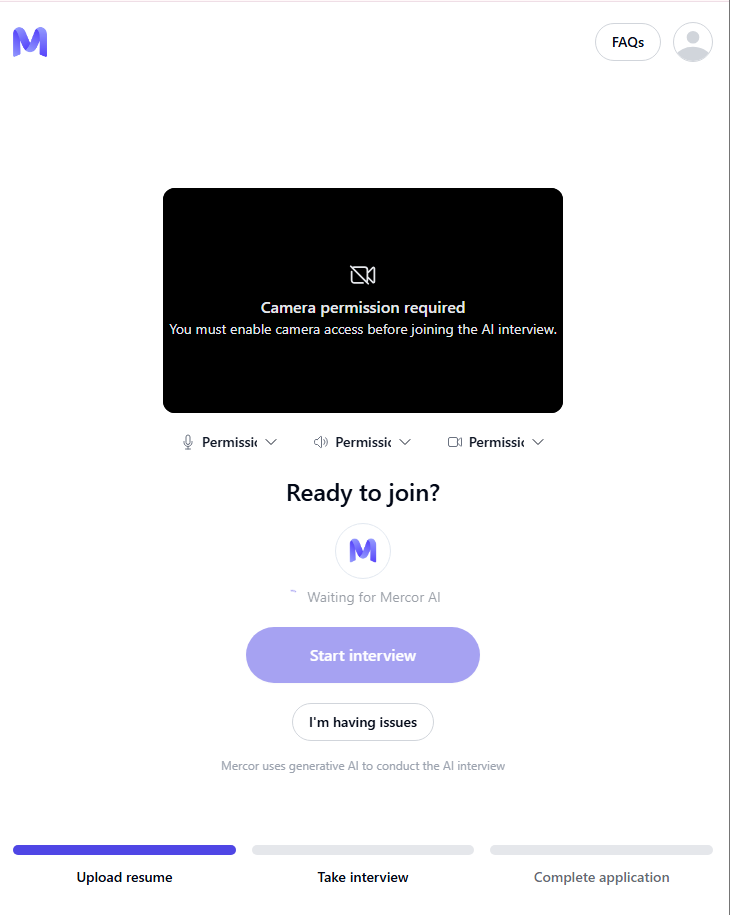 FAQs
Camera permission required
You must enable camera access before joining the AI interview.
Permissic Permissic Permissic
Ready to join?
Waiting for Mercor AI
Start interview
I'm having issues
Mercor uses generative AI to conduct the AI interview
Upload resume Take interview Complete application